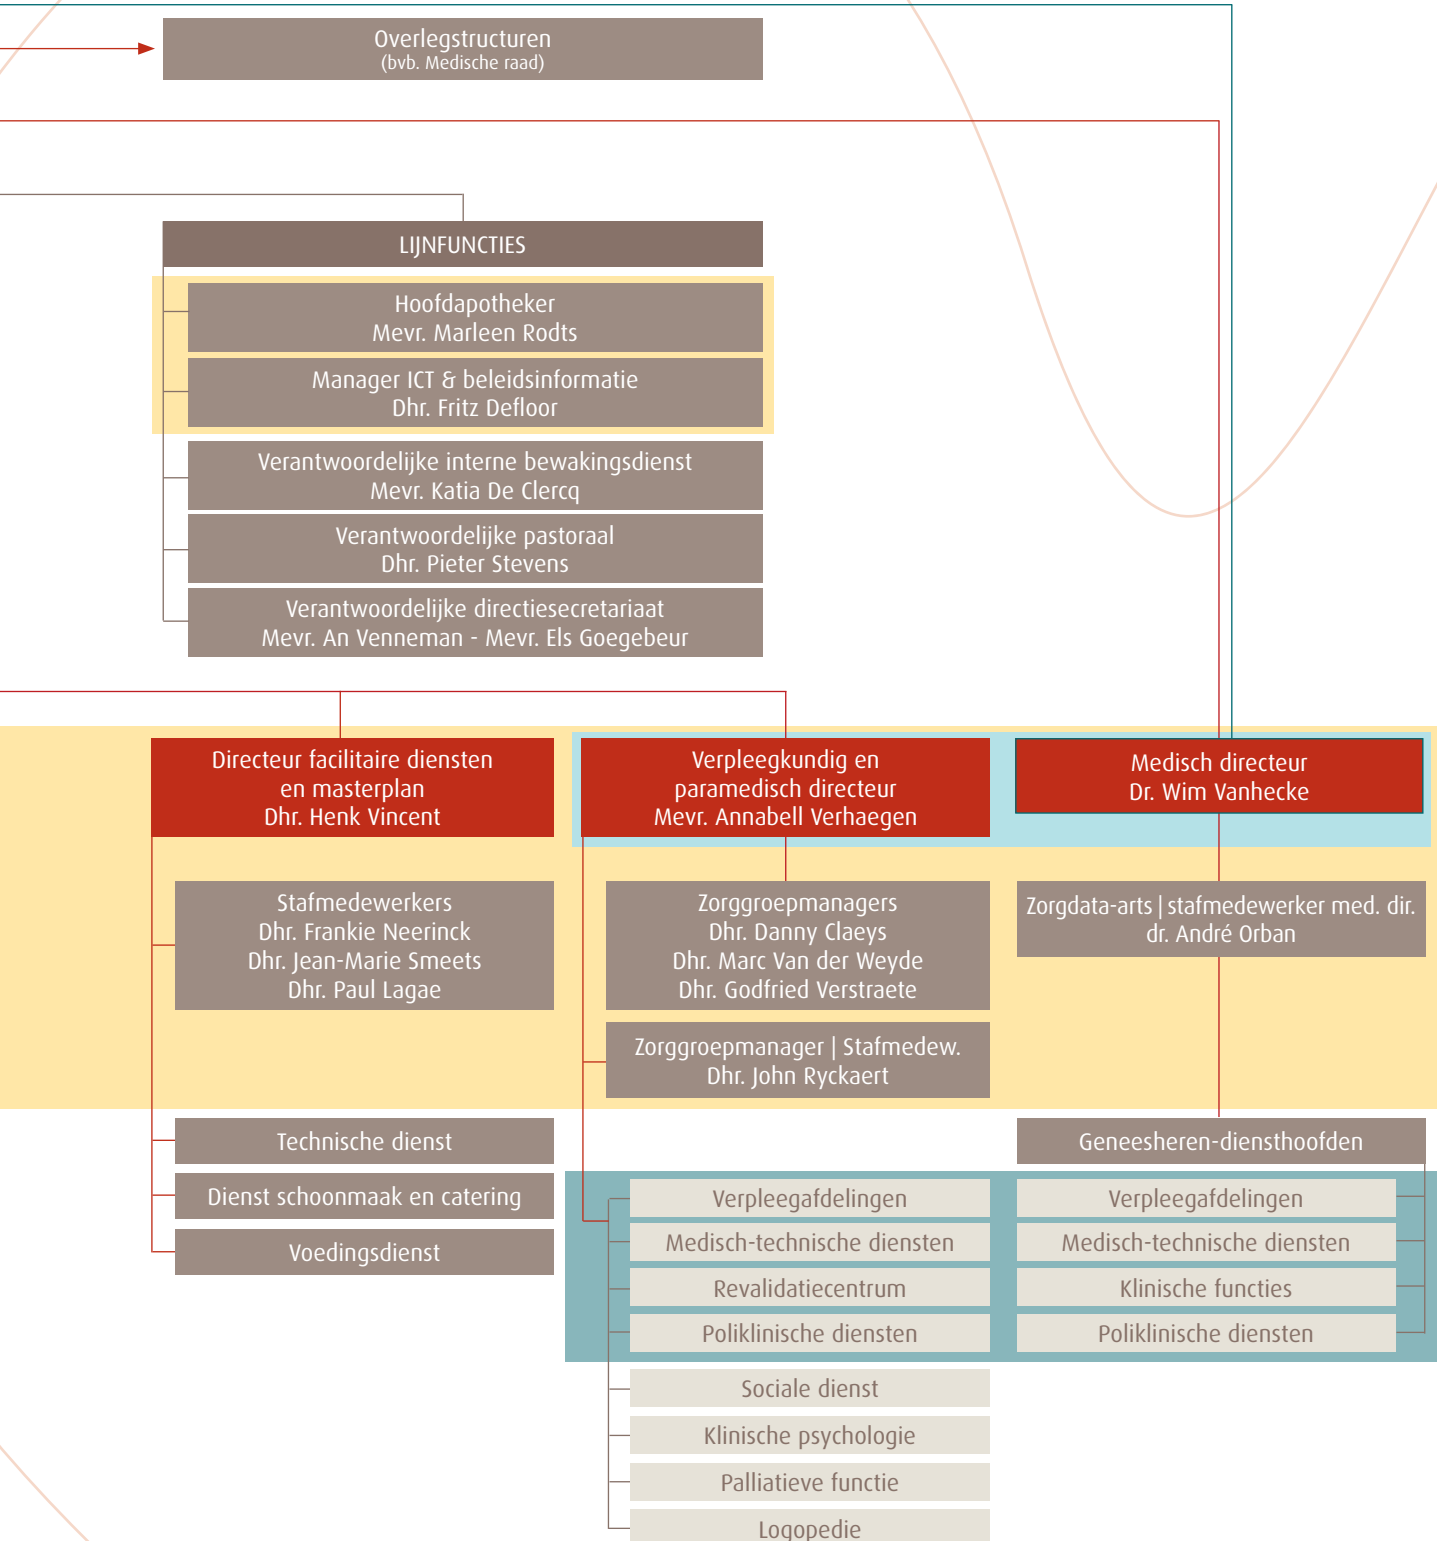 Overlegstructuren
(bvb. Medische raad)
LIJNFUNCTIES
Hoofdapotheker
Mevr. Marleen Rodts
Manager ICT & beleidsinformatie
Dhr. Fritz Defloor
Verantwoordelijke interne bewakingsdienst
Mevr. Katia De Clercq
Verantwoordelijke pastoraal
Dhr. Pieter Stevens
Verantwoordelijke directiesecretariaat
Mevr. An Venneman - Mevr. Els Goegebeur
Directeur facilitaire diensten
en masterplan
Dhr. Henk Vincent
Stafmedewerkers
Dhr. Frankie Neerinck
Dhr. Jean-Marie Smeets
Dhr. Paul Lagae
Technische dienst
Dienst schoonmaak en catering
Voedingsdienst
Verpleegkundig en
paramedisch directeur
Mevr. Annabell Verhaegen
Zorggroepmanagers
Dhr. Danny Claeys
Dhr. Marc Van der Weyde
Dhr. Godfried Verstraete
Zorggroepmanager | Stafmedew.
Dhr. John Ryckaert
Verpleegafdelingen
Medisch-technische diensten
Revalidatiecentrum
Poliklinische diensten
Sociale dienst
Klinische psychologie
Palliatieve functie
Logopedie
Medisch directeur
Dr. Wim Vanhecke
Zorgdata-arts | stafmedewerker med. dir.
dr. André Orban
Geneesheren-diensthoofden
Verpleegafdelingen
Medisch-technische diensten
Klinische functies
Poliklinische diensten